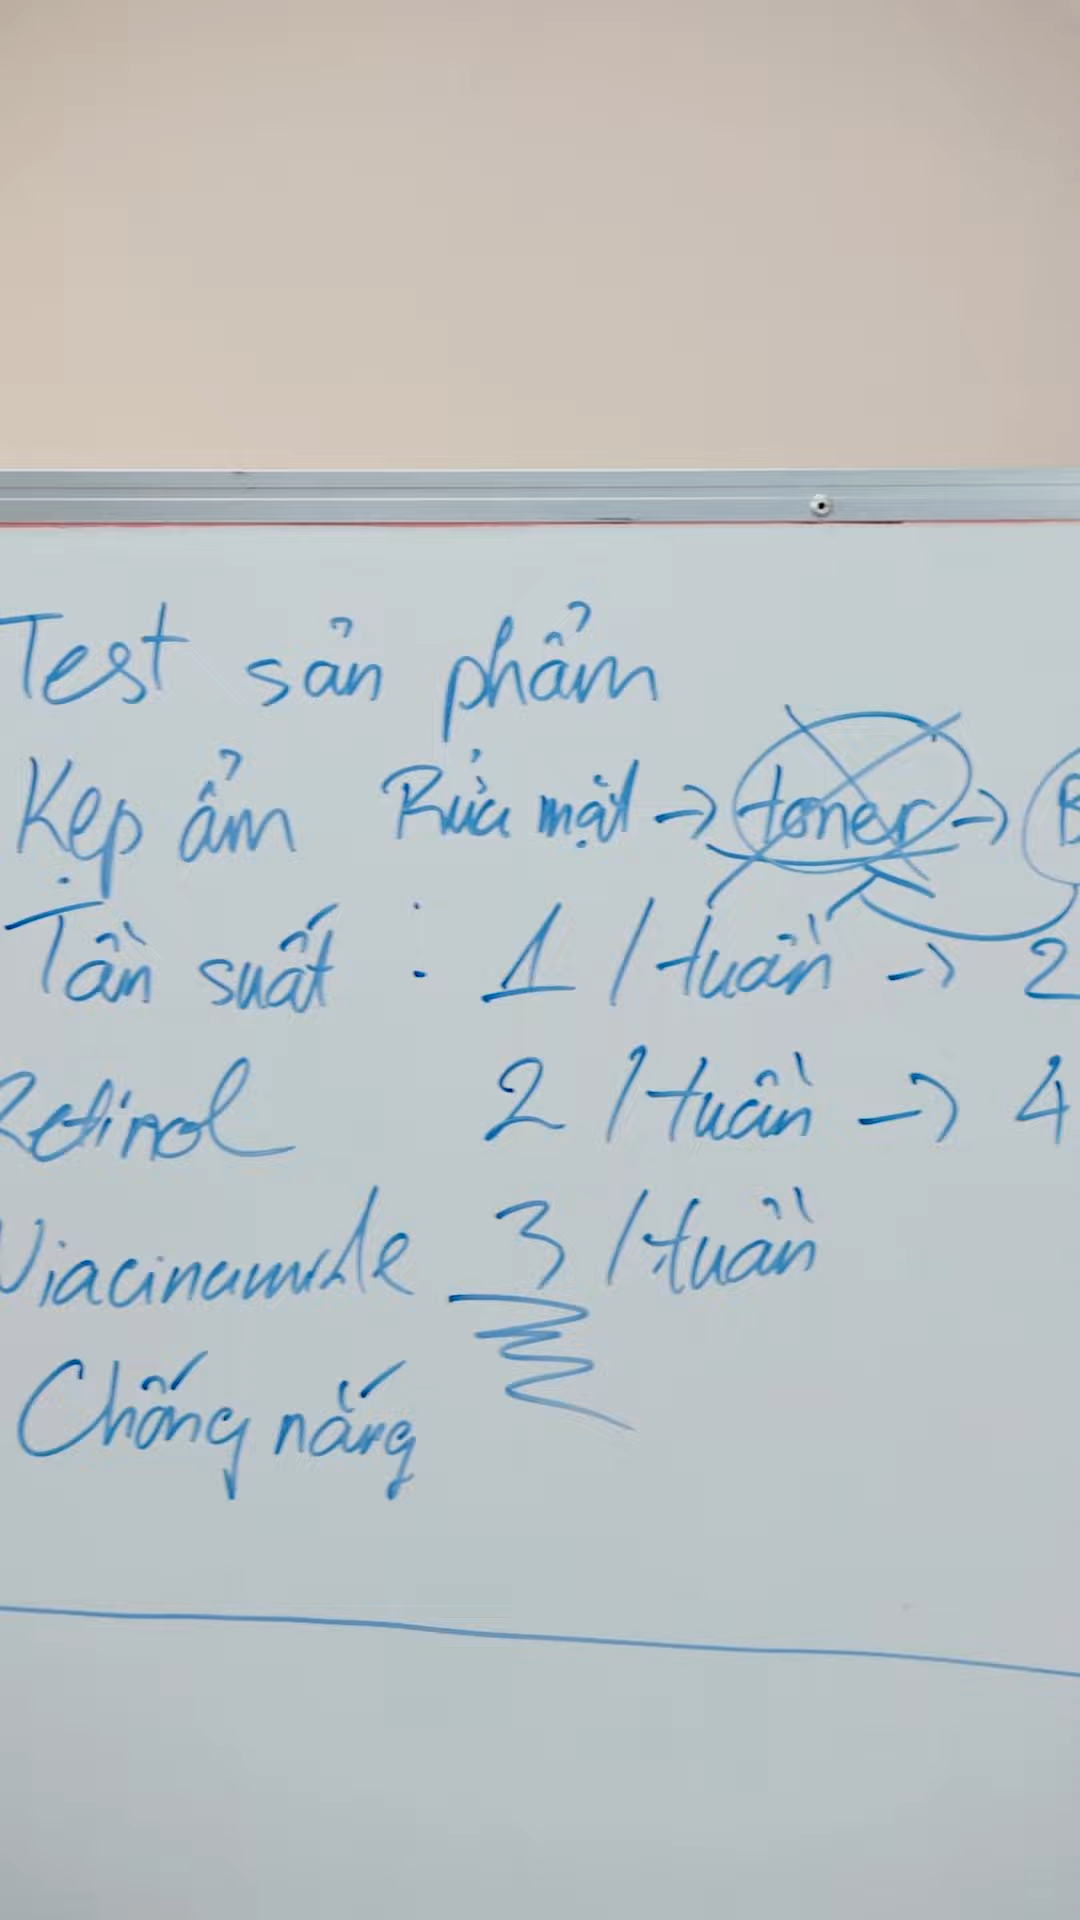 Test sản phẩm
Kẹp ẩm Rửa mặt -> toner ->
Tần suất : 1 / tuần -> 2
Retinol 2 / tuần -> 4
Niacinamide 3 / tuần
Chống nắng